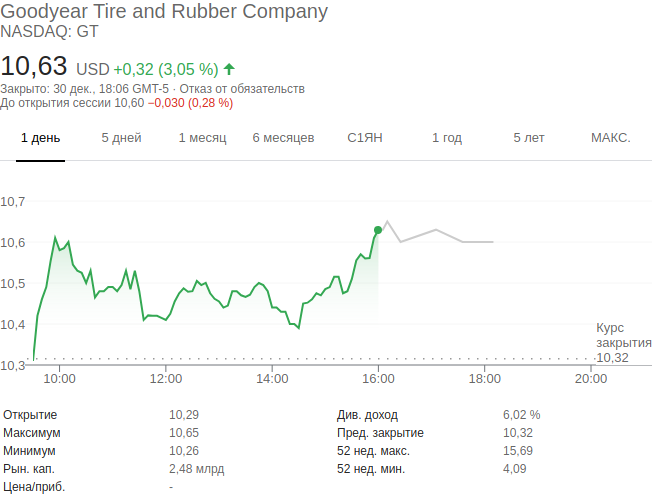 Goodyear Tire and Rubber Company
NASDAQ: GT
10,63 USD +0,32 (3,05 %)
Закрыто: 30 дек., 18:06 GMT-5 · Отказ от обязательств
До открытия сессии 10,60 −0,030 (0,28 %)
1 день 5 дней 1 месяц 6 месяцев С1ЯН 1 год 5 лет МАКС.
10,7
10,6
10,5
10,4
10,3
Курс
закрытия
10,32
10:00 12:00 14:00 16:00 18:00 20:00
Открытие 10,29 Див. доход 6,02 %
Максимум 10,65 Пред. закрытие 10,32
Минимум 10,26 52 нед. макс. 15,69
Рын. кап. 2,48 млрд 52 нед. мин. 4,09
Цена/приб. -